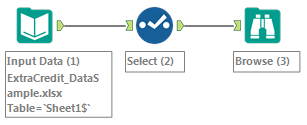 Input Data (1)
ExtraCredit_DataS
ample.xlsx
Table=`Sheet1$`
Select (2)
Browse (3)